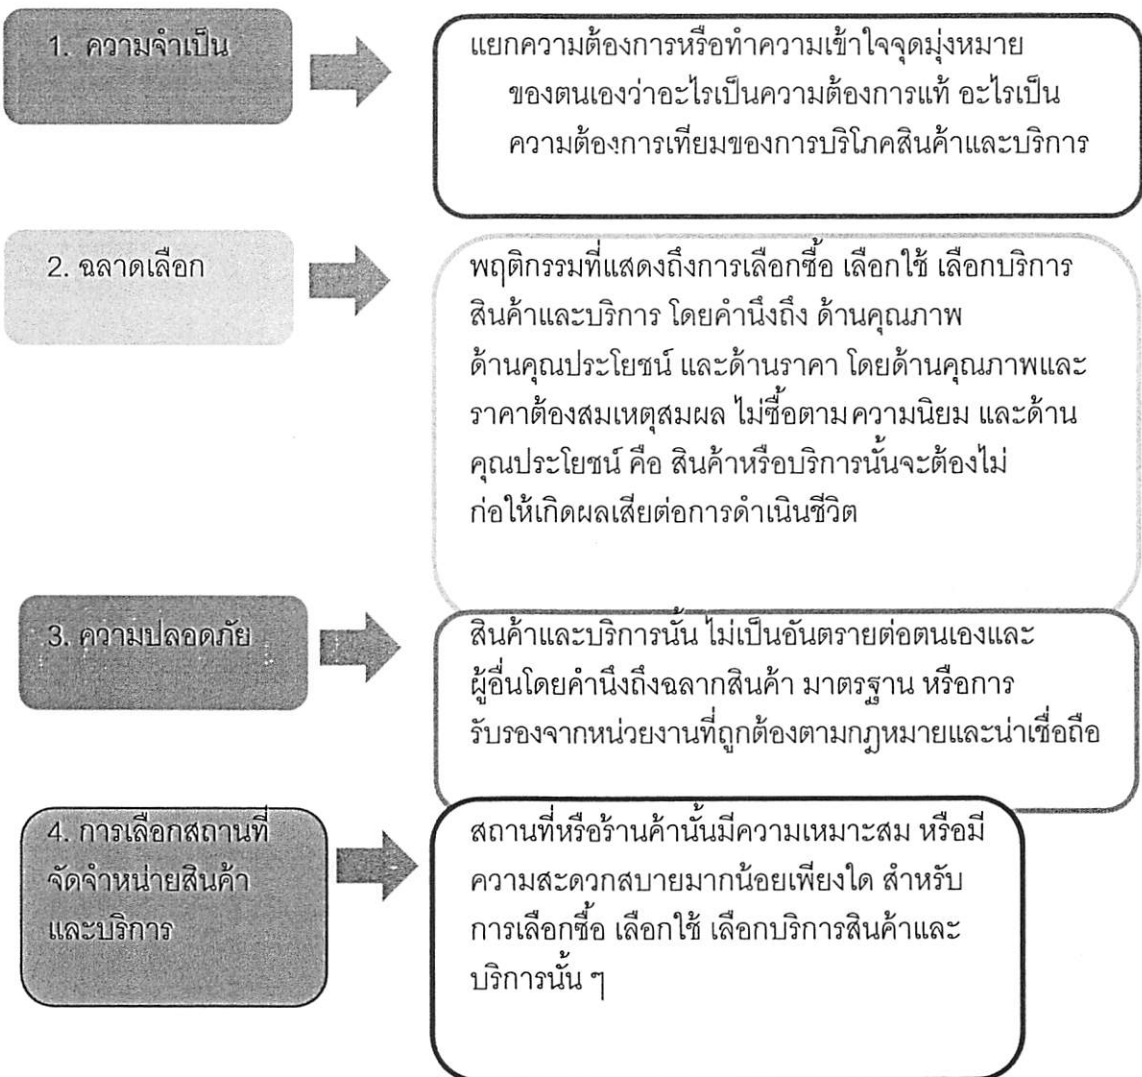 1. ความจำเป็น
แยกความต้องการหรือทำความเข้าใจจุดมุ่งหมาย
ของตนเองว่าอะไรเป็นความต้องการแท้ อะไรเป็น
ความต้องการเทียมของการบริโภคสินค้าและบริการ
2. ฉลาดเลือก
พฤติกรรมที่แสดงถึงการเลือกซื้อ เลือกใช้ เลือกบริการ
สินค้าและบริการ โดยคำนึงถึง ด้านคุณภาพ
ด้านคุณประโยชน์ และด้านราคา โดยด้านคุณภาพและ
ราคาต้องสมเหตุสมผล ไม่ซื้อตามความนิยม และด้าน
คุณประโยชน์ คือ สินค้าหรือบริการนั้นจะต้องไม่
ก่อให้เกิดผลเสียต่อการดำเนินชีวิต
3. ความปลอดภัย
สินค้าและบริการนั้น ไม่เป็นอันตรายต่อตนเองและ
ผู้อื่นโดยคำนึงถึงฉลากสินค้า มาตรฐาน หรือการ
รับรองจากหน่วยงานที่ถูกต้องตามกฎหมายและน่าเชื่อถือ
4. การเลือกสถานที่
จัดจำหน่ายสินค้า
และบริการ
สถานที่หรือร้านค้านั้นมีความเหมาะสม หรือมี
ความสะดวกสบายมากน้อยเพียงใด สำหรับ
การเลือกซื้อ เลือกใช้ เลือกบริการสินค้าและ
บริการนั้น ๆ